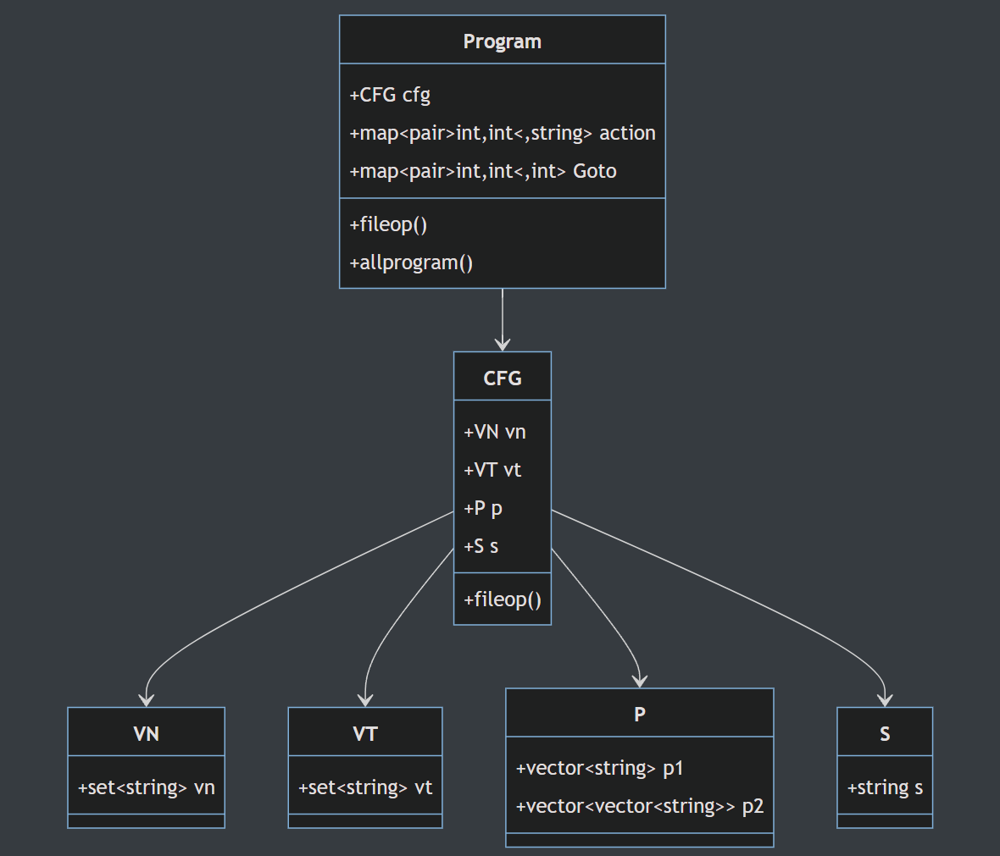 Program
+CFG cfg
+map<pair>int,int<,string> action
+map<pair>int,int<,int> Goto
+fileop()
+allprogram()
CFG
+VN vn
+VT vt
+P p
+S s
+fileop()
VN
+set<string> vn
VT
+set<string> vt
P
+vector<string> p1
+vector<vector<string>> p2
S
+string s